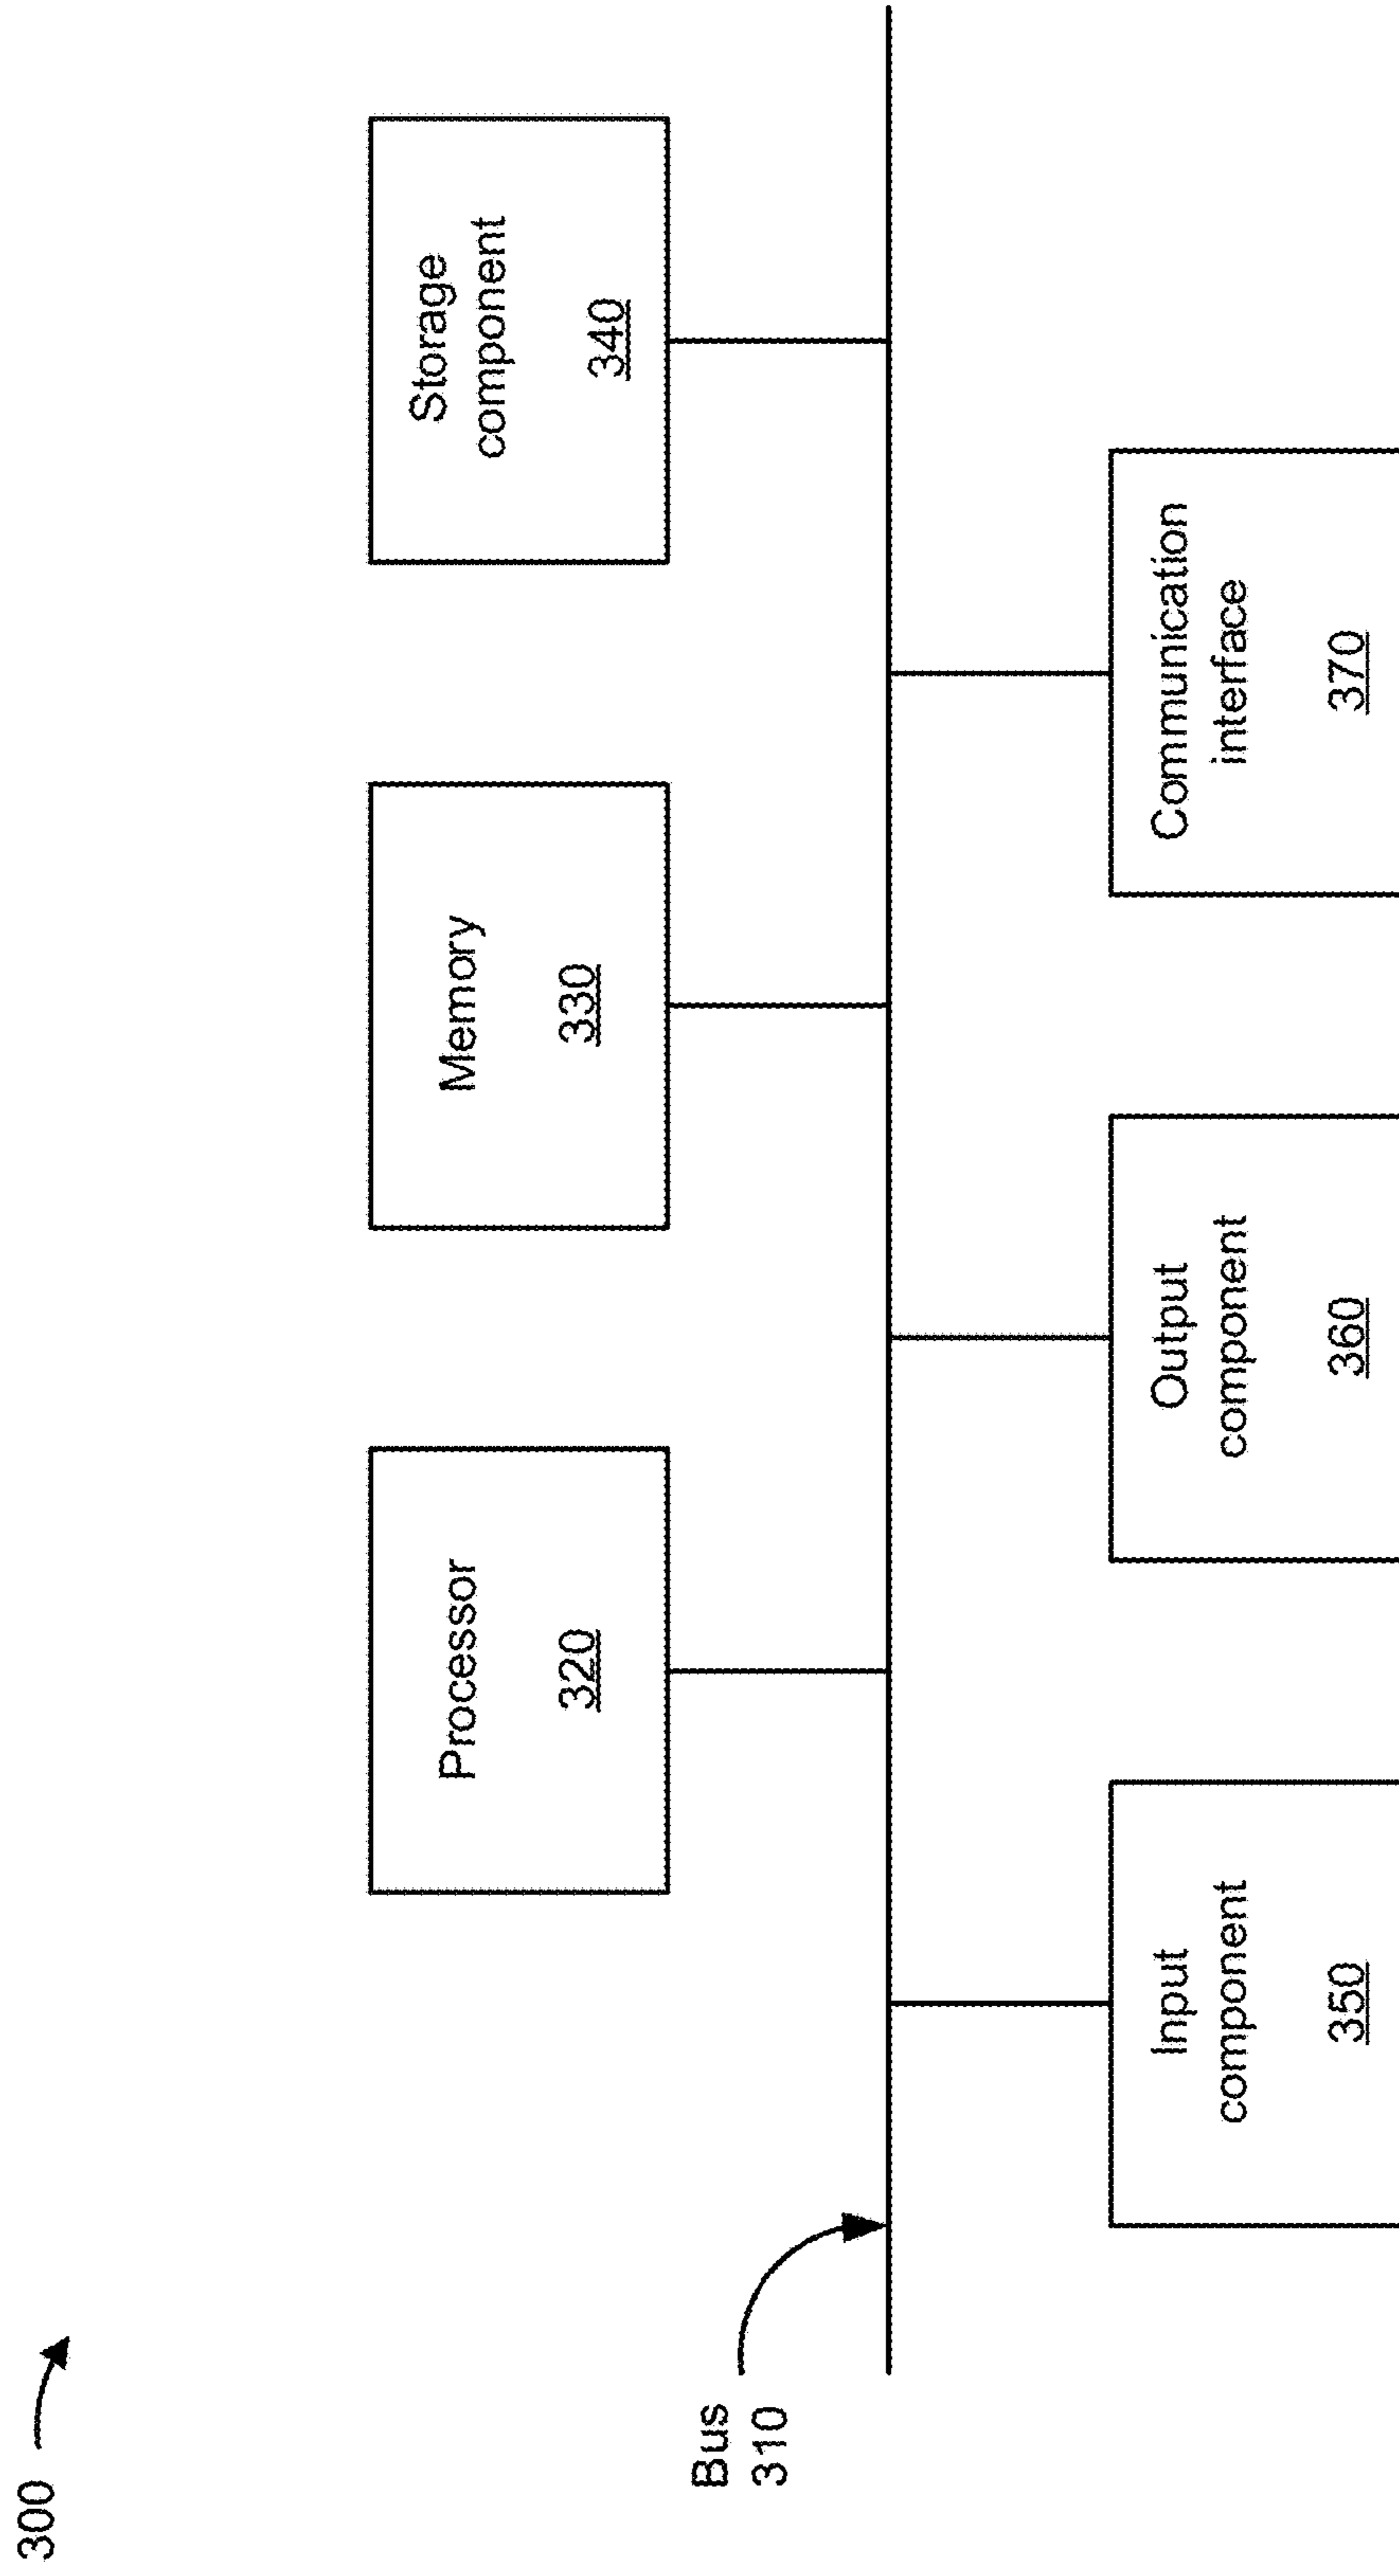 300
Processor
320
Memory
330
Storage
component
340
Bus
310
Input
component
350
Output
component
360
Communication
interface
370